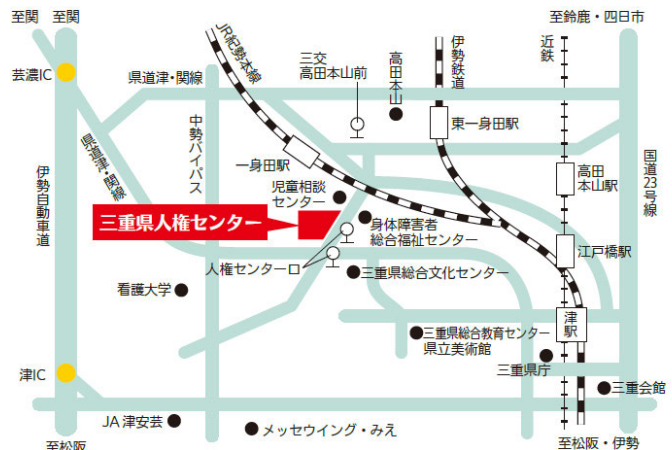 至関 至関
至鈴鹿・四日市
芸濃IC
県道津・関線
JR紀勢本線
三交
高田本山前
高田本山
伊勢鉄道
近鉄
東一身田駅
県道津・関線
中勢バイパス
一身田駅
国道23号線
高田
本山駅
伊勢自動車道
児童相談
センター
三重県人権センター
身体障害者
総合福祉センター
江戸橋駅
人権センター口
三重県総合文化センター
看護大学
津駅
三重県総合教育センター
県立美術館
三重県庁
津IC
三重会館
JA津安芸
メッセウイング・みえ
至松阪
至松阪・伊勢